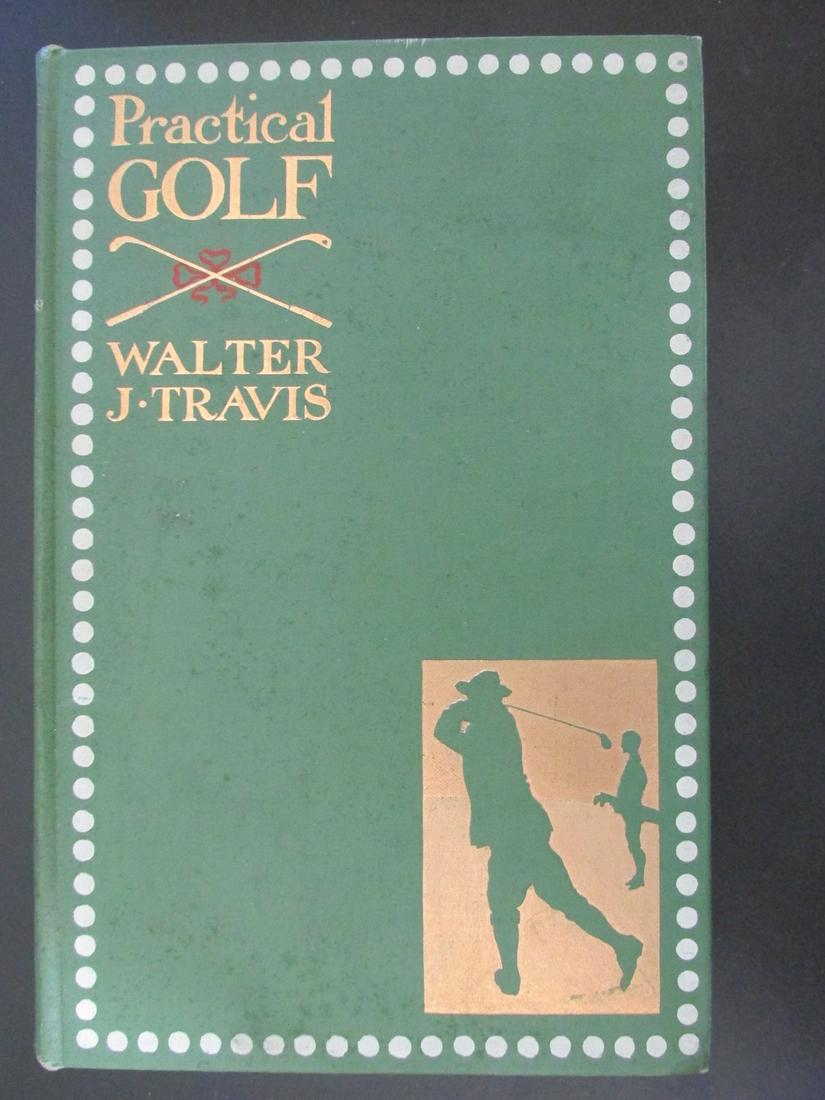 Practical
GOLF
WALTER
J·TRAVIS